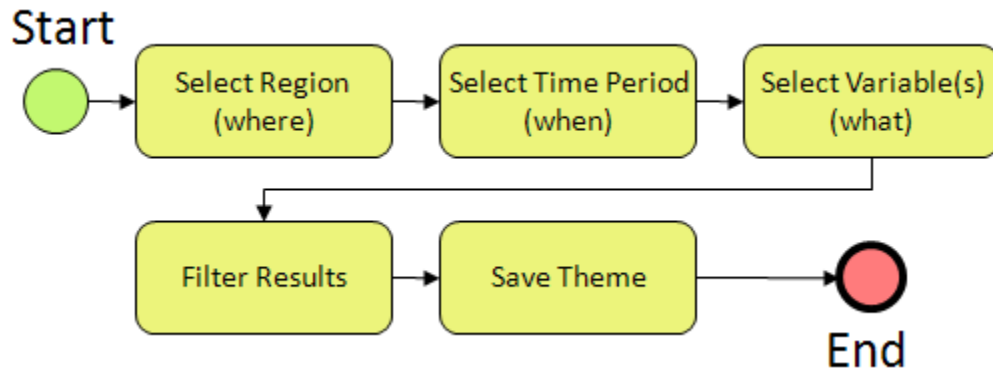 Start
Select Region
(where)
Select Time Period
(when)
Select Variable(s)
(what)
Filter Results
Save Theme
End